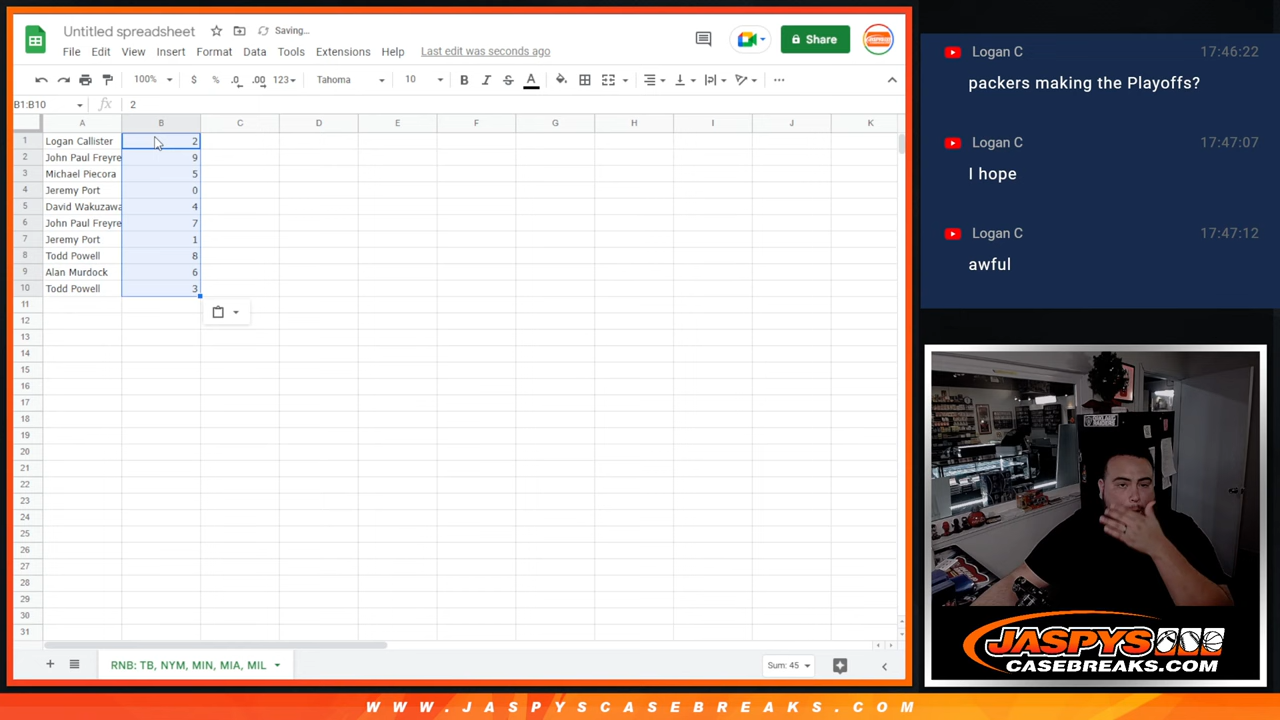 Untitled spreadsheet
Saving...
File Edit View Insert Format Data Tools Extensions Help Last edit was seconds ago
Share
100% $ % .0 .00 123 Tahoma 10 B I S A
B1:B10 fx 2
A B C D E F G H I J K
1 Logan Callister 2
2 John Paul Freyre 9
3 Michael Piecora 5
4 Jeremy Port 0
5 David Wakuzawa 4
6 John Paul Freyre 7
7 Jeremy Port 1
8 Todd Powell 8
9 Alan Murdock 6
10 Todd Powell 3
11
12
13
14
15
16
17
18
19
20
21
22
23
24
25
26
27
28
29
30
31
RNB: TB, NYM, MIN, MIA, MIL
Sum: 45
Logan C 17:46:22
packers making the Playoffs?
Logan C 17:47:07
I hope
Logan C 17:47:12
awful
JASPYS
CASEBREAKS.COM
WWW.JASPYSCASEBREAKS.COM